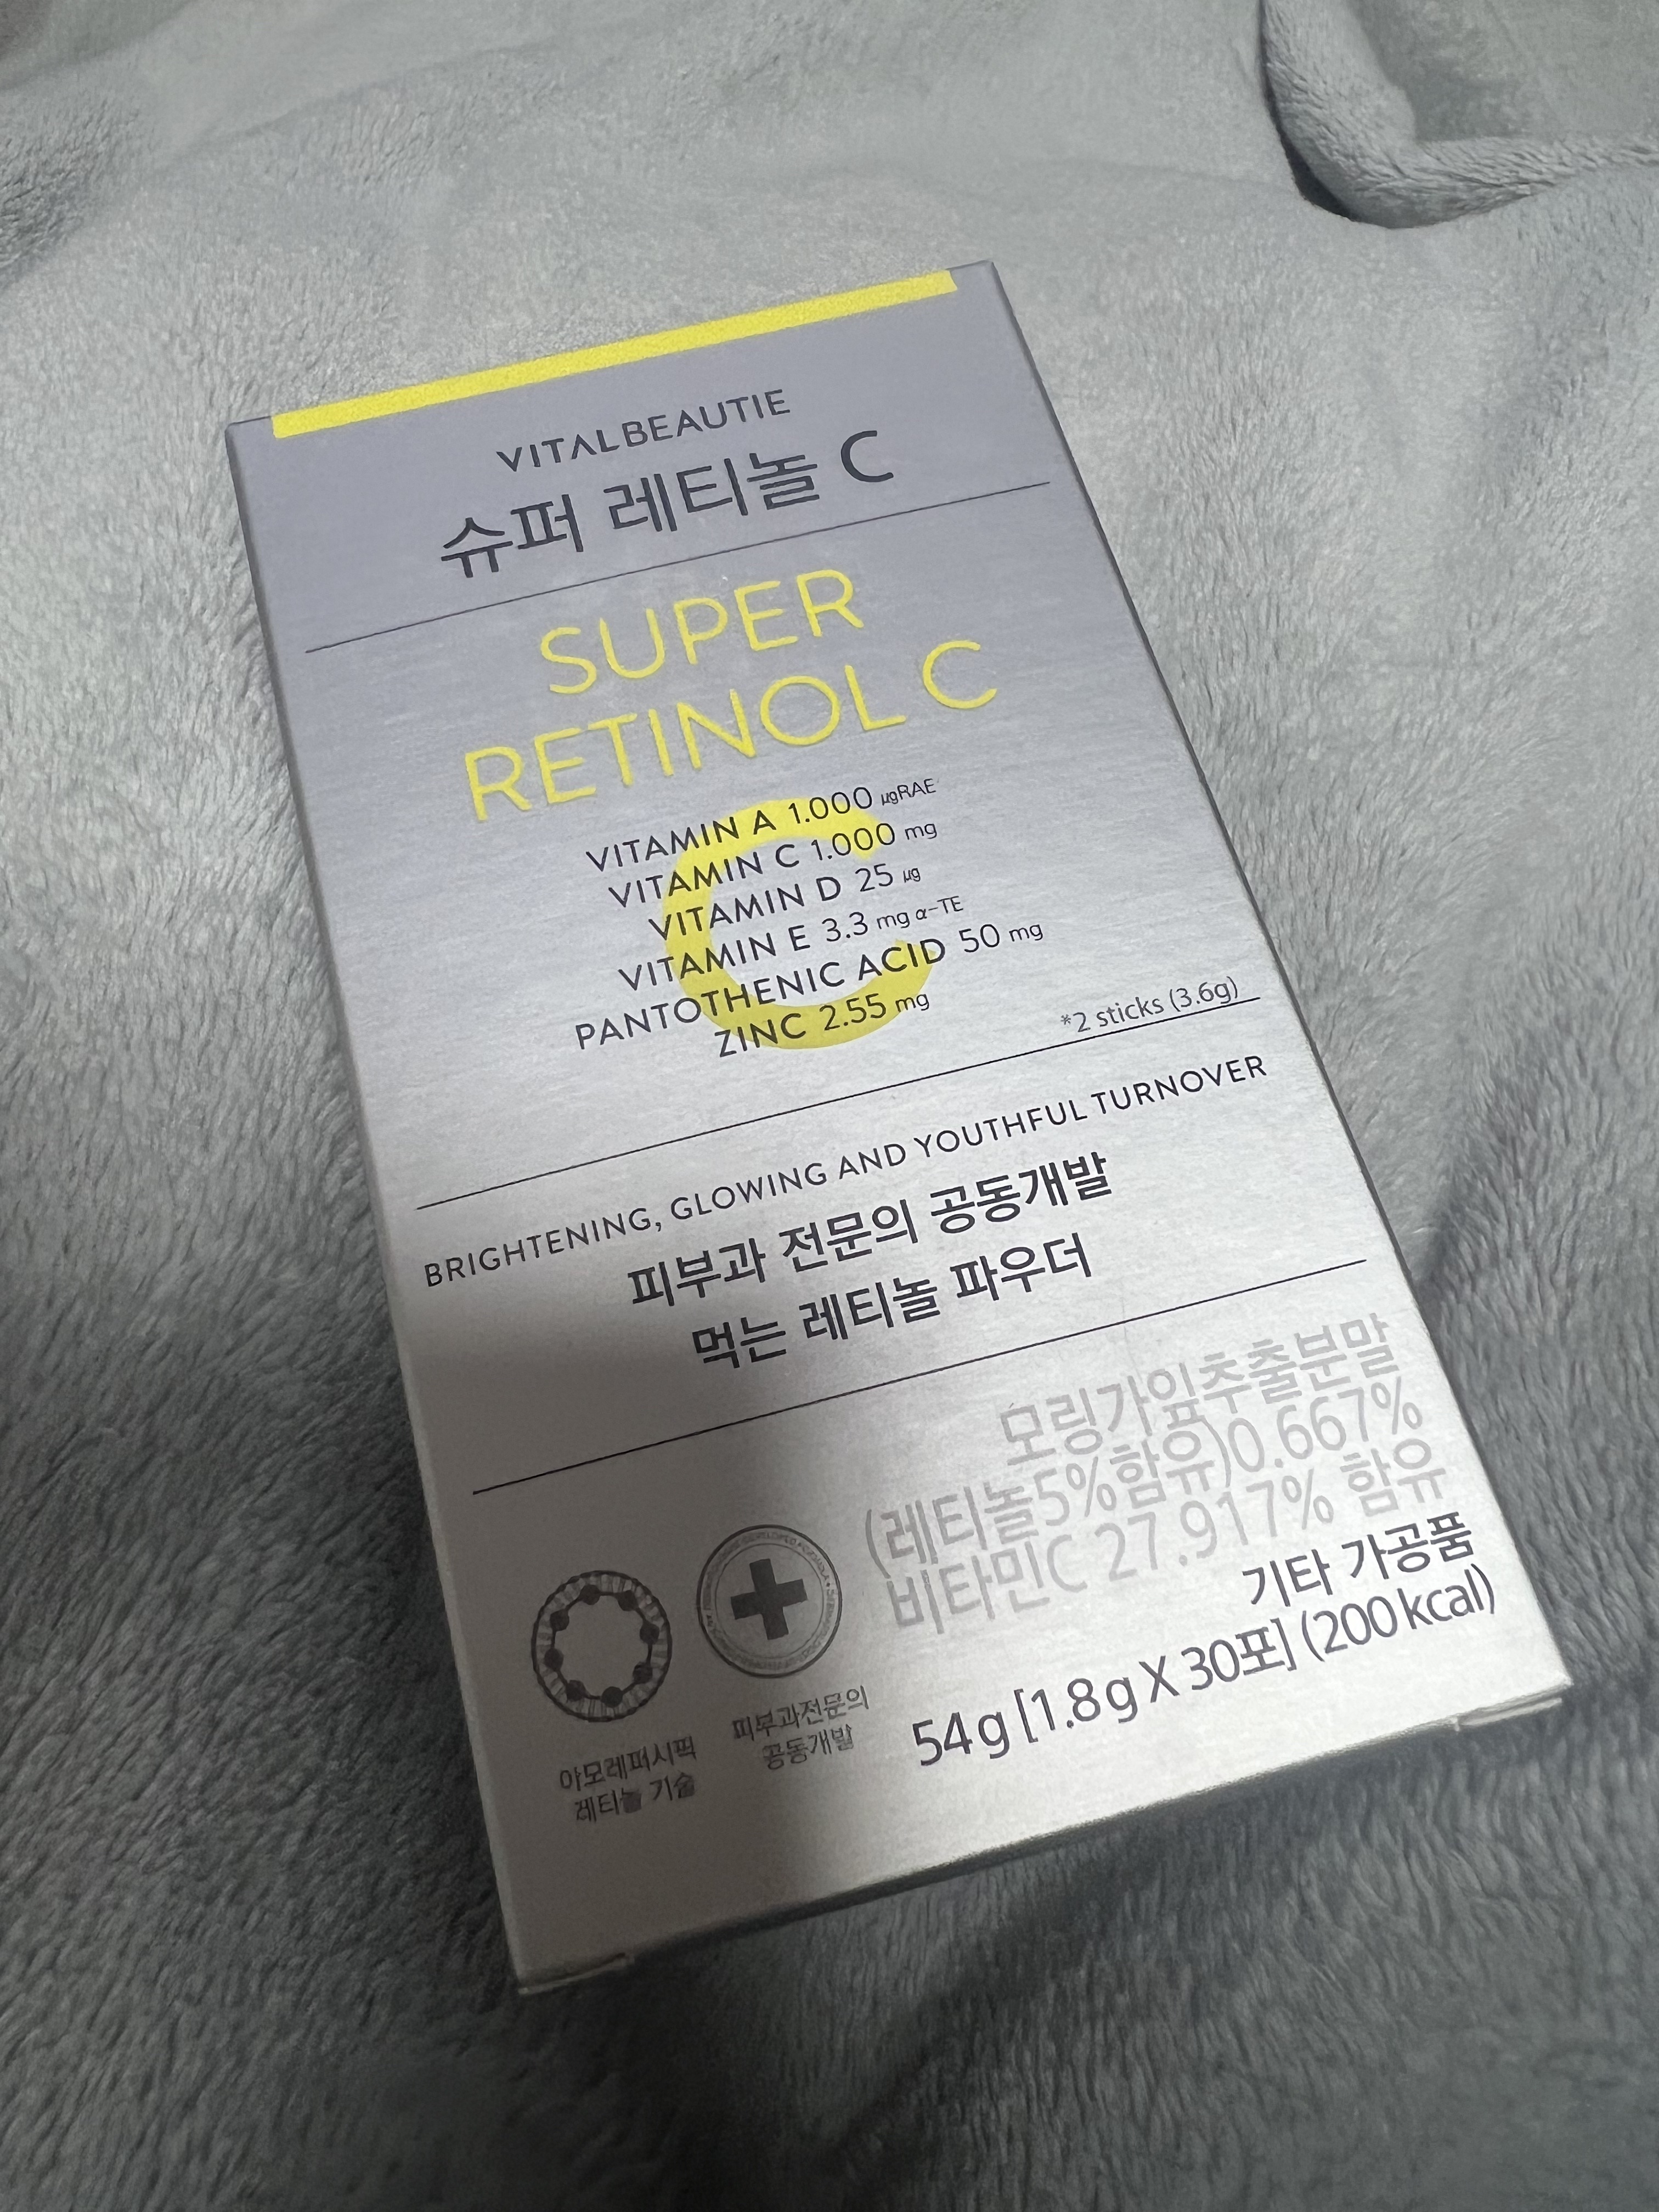 VITALBEAUTIE
슈퍼 레티놀 C
SUPER
RETINOL C
VITAMIN A 1.000 µgRAE
VITAMIN C 1.000 mg
VITAMIN D 25 µg
VITAMIN E 3.3 mg α-TE
PANTOTHENIC ACID 50 mg
ZINC 2.55 mg
*2 sticks (3.6g)
BRIGHTENING, GLOWING AND YOUTHFUL TURNOVER
피부과 전문의 공동개발
먹는 레티놀 파우더
모링가잎추출분말
(레티놀5%함유)0.667%
비타민C 27.917% 함유
기타 가공품
54g [1.8g X 30포] (200 kcal)
아모레퍼시픽
레티놀 기술
피부과전문의
공동개발